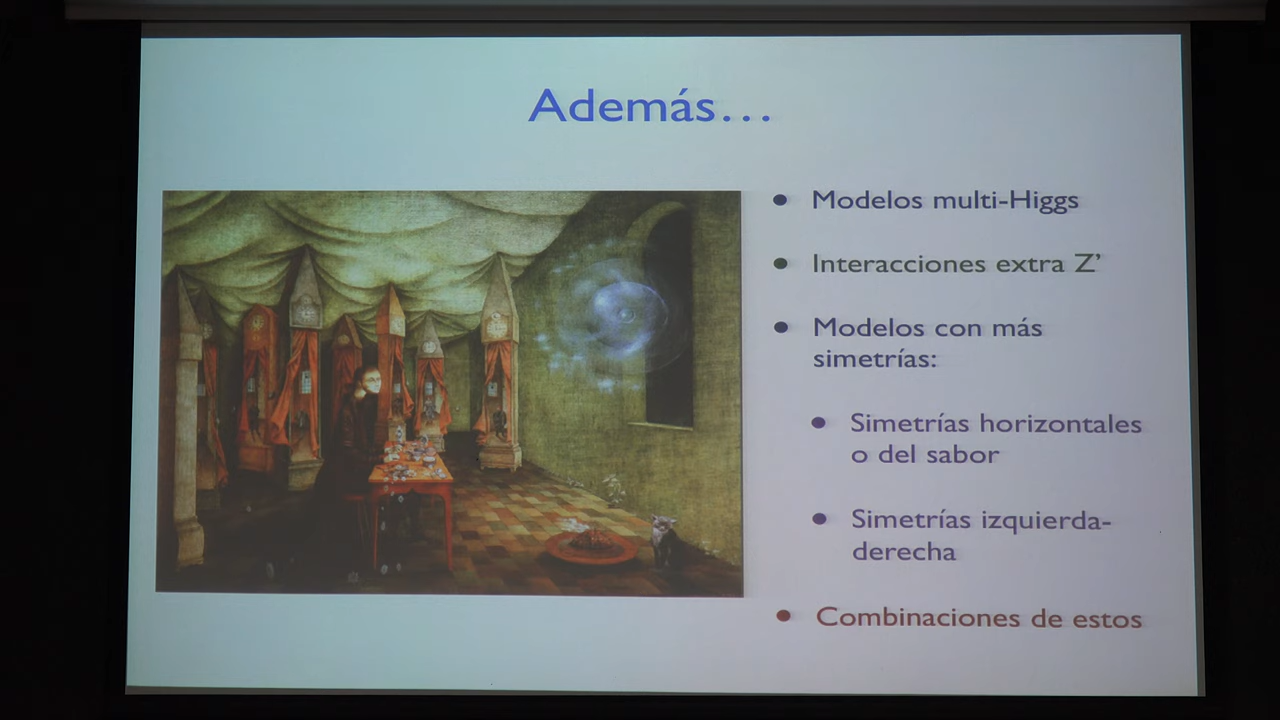 Además...
Modelos multi-Higgs
Interacciones extra Z’
Modelos con más
simetrías:
Simetrías horizontales
o del sabor
Simetrías izquierda-
derecha
Combinaciones de estos